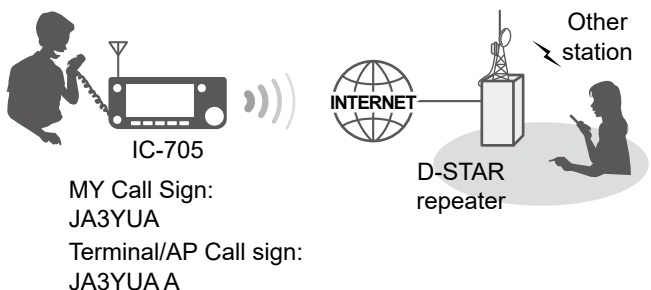 Other
station
INTERNET
IC-705
D-STAR
repeater
MY Call Sign:
JA3YUA
Terminal/AP Call sign:
JA3YUA A